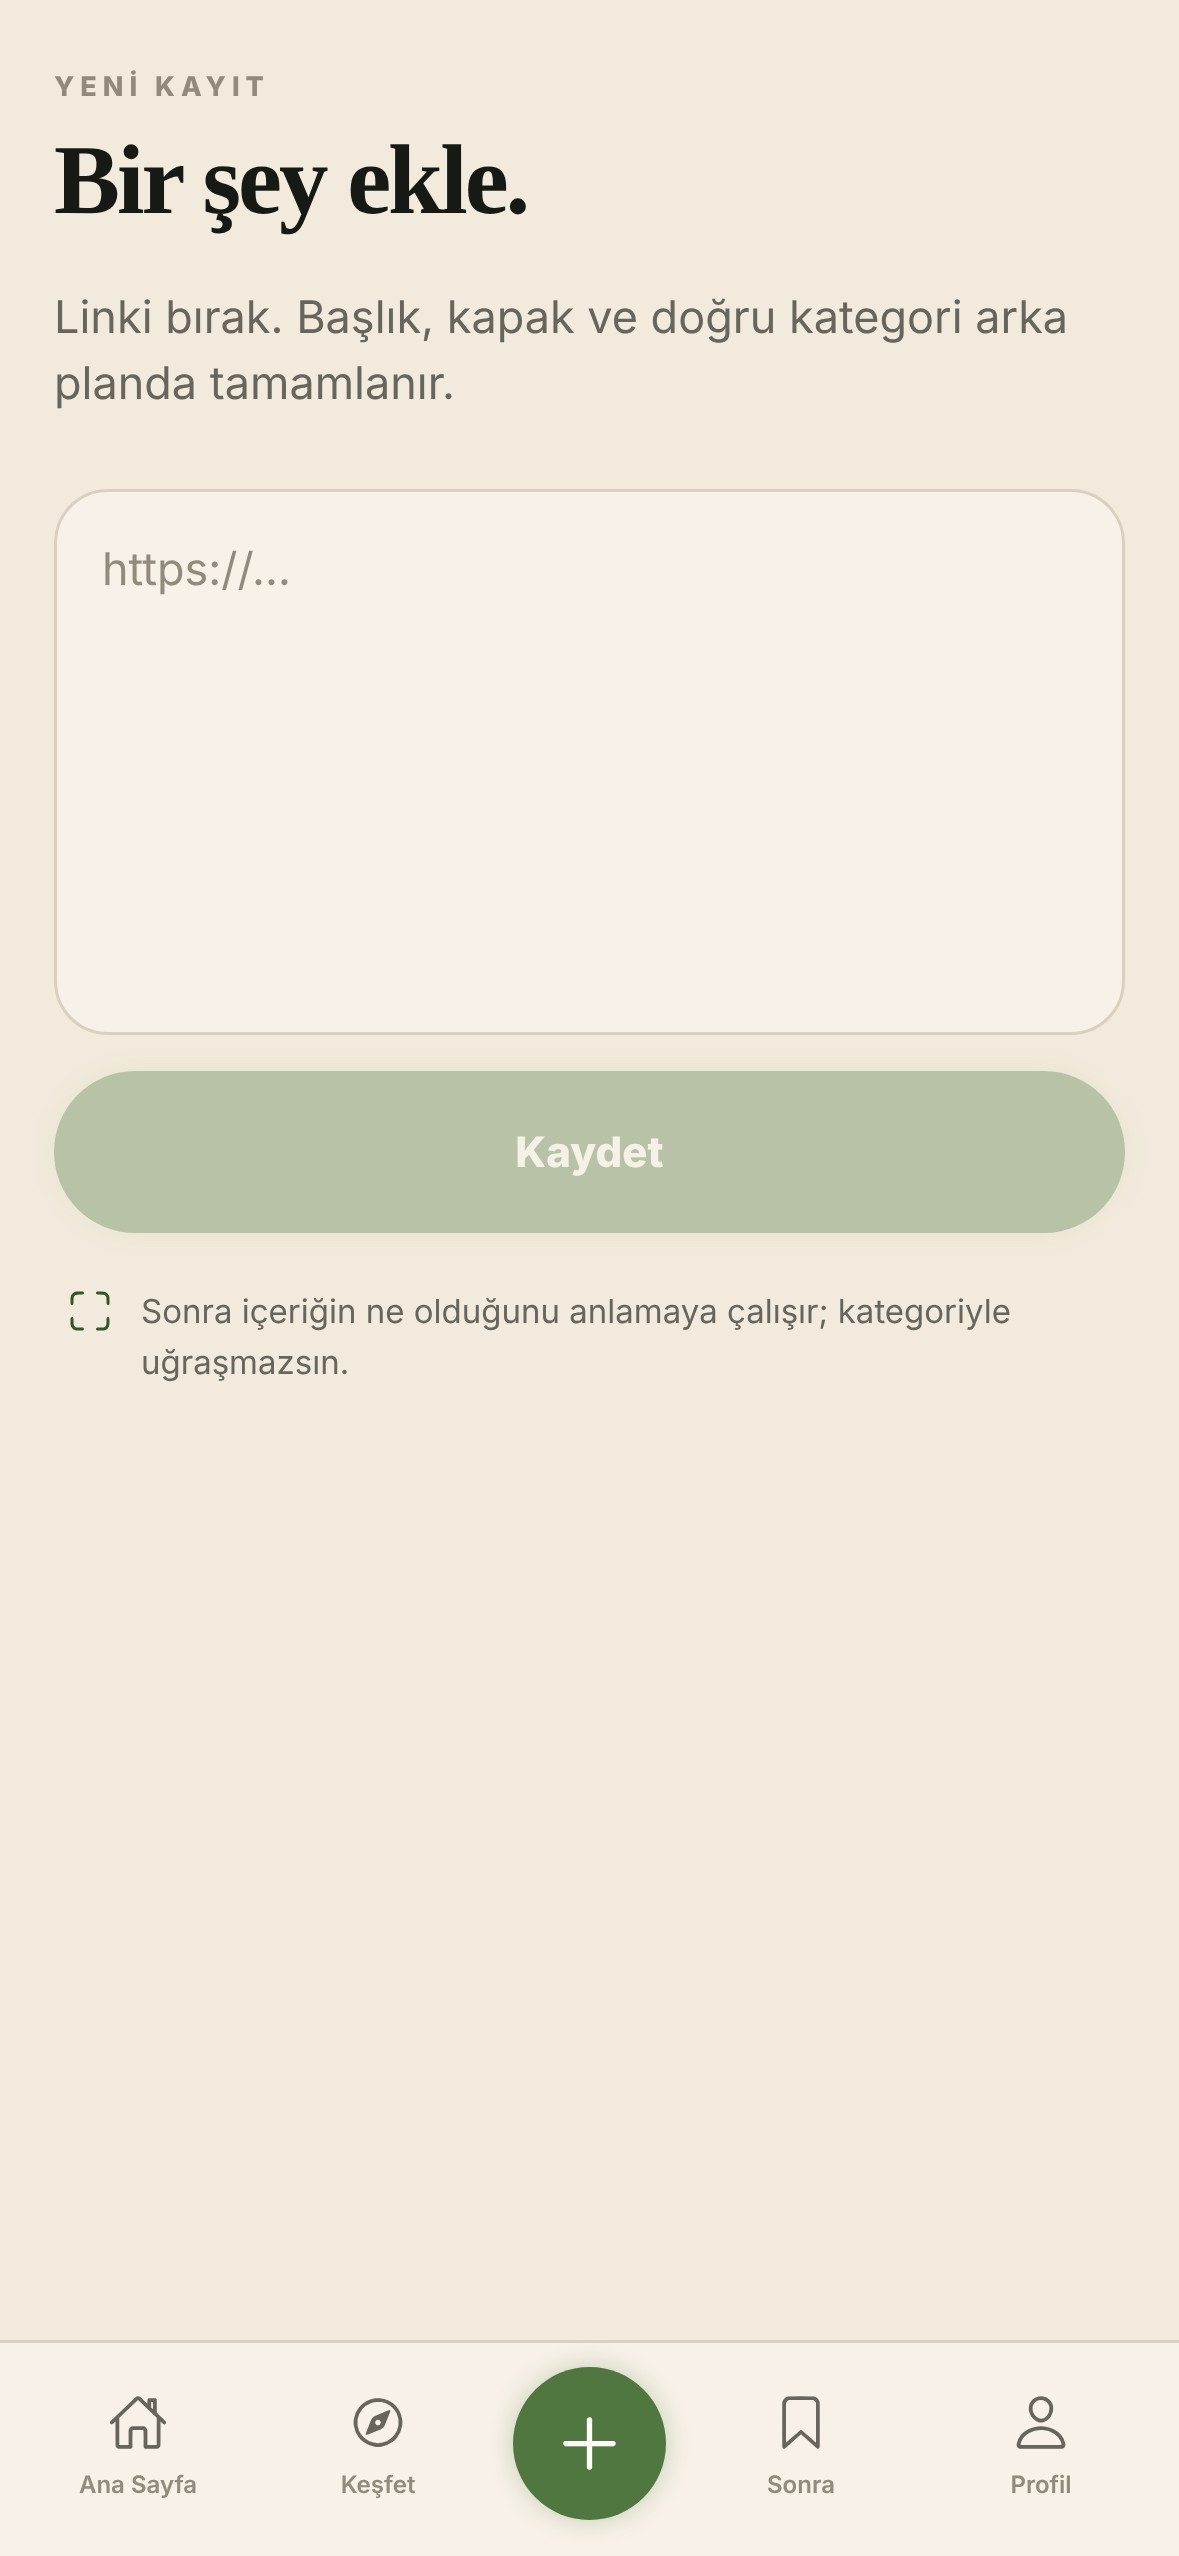 YENİ KAYIT
Bir şey ekle.
Linki bırak. Başlık, kapak ve doğru kategori arka
planda tamamlanır.
https://...
Kaydet
Sonra içeriğin ne olduğunu anlamaya çalışır; kategoriyle
uğraşmazsın.
Ana Sayfa
Keşfet
Sonra
Profil